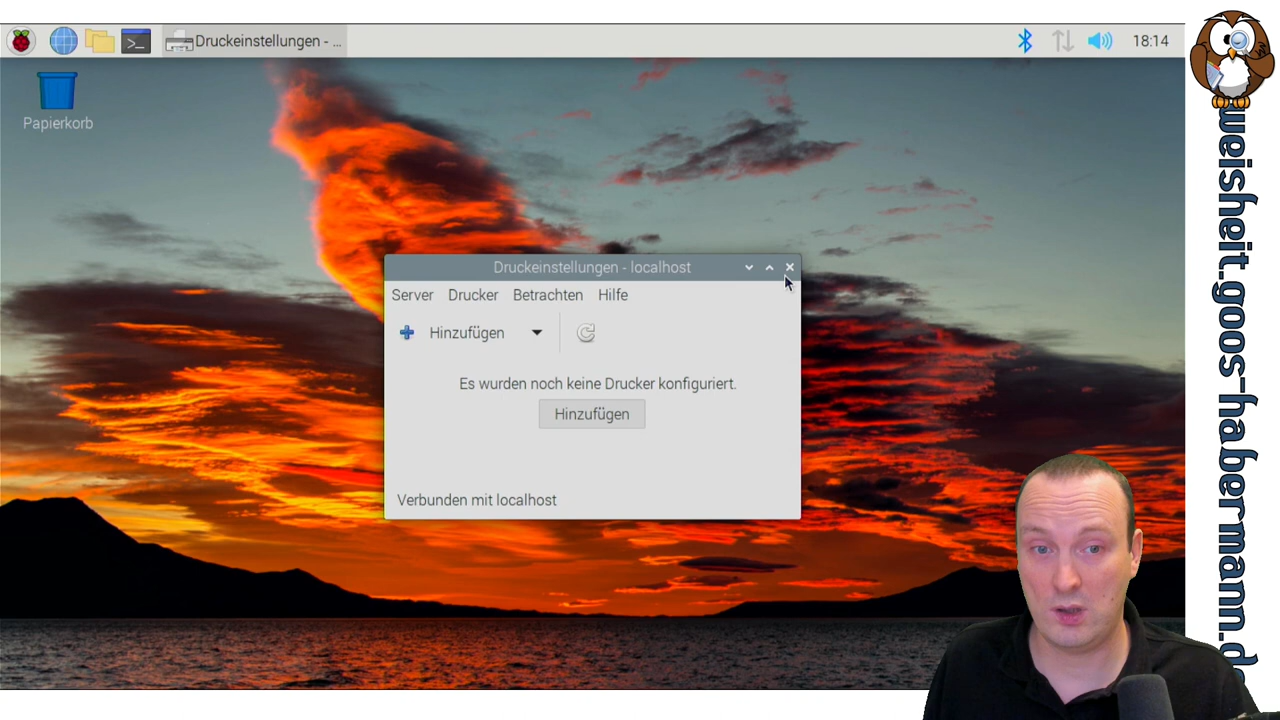 Druckeinstellungen - ...
18:14
Papierkorb
Druckeinstellungen - localhost
Server Drucker Betrachten Hilfe
Hinzufügen
Es wurden noch keine Drucker konfiguriert.
Hinzufügen
Verbunden mit localhost
weisheit.goos-habermann.de